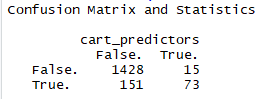 Confusion Matrix and Statistics
cart_predictors
False. True.
False. 1428 15
True. 151 73